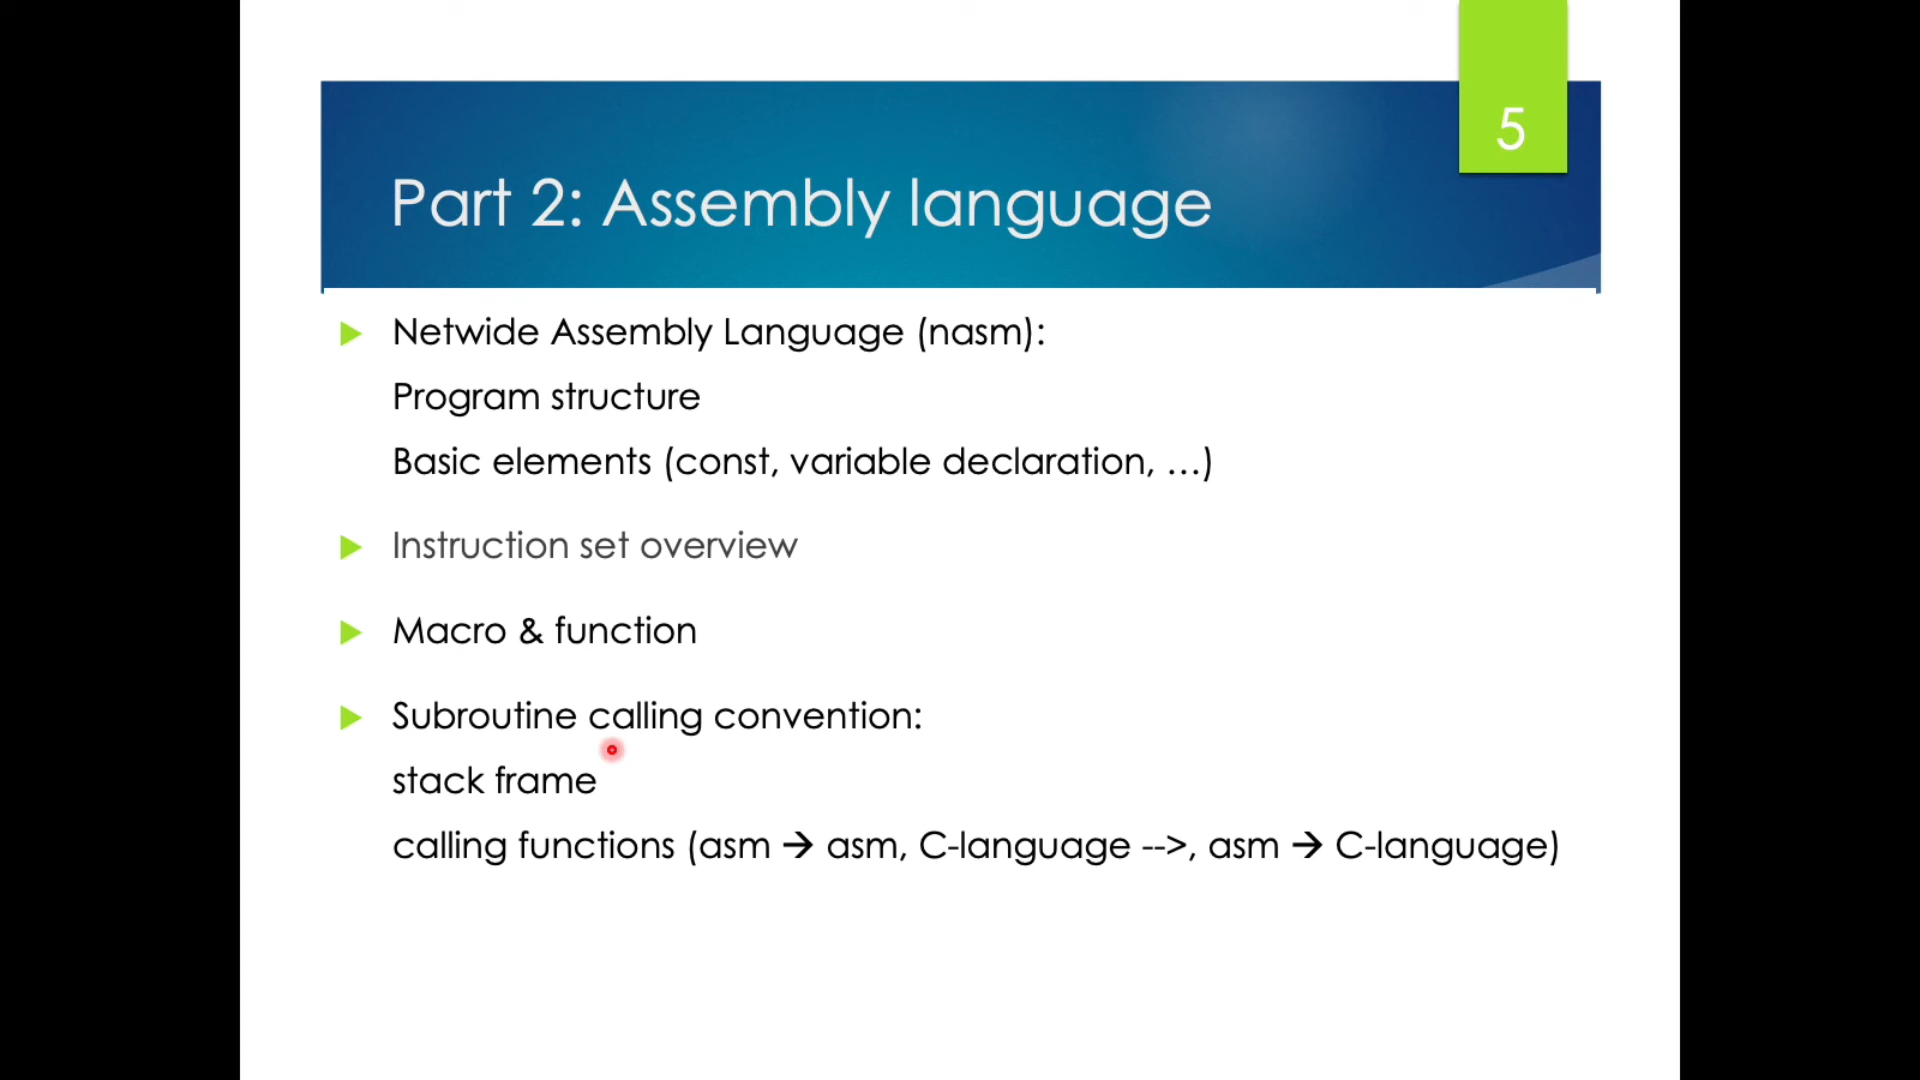 5
Part 2: Assembly language
Netwide Assembly Language (nasm):
Program structure
Basic elements (const, variable declaration, …)
Instruction set overview
Macro & function
Subroutine calling convention:
stack frame
calling functions (asm → asm, C-language -->, asm → C-language)